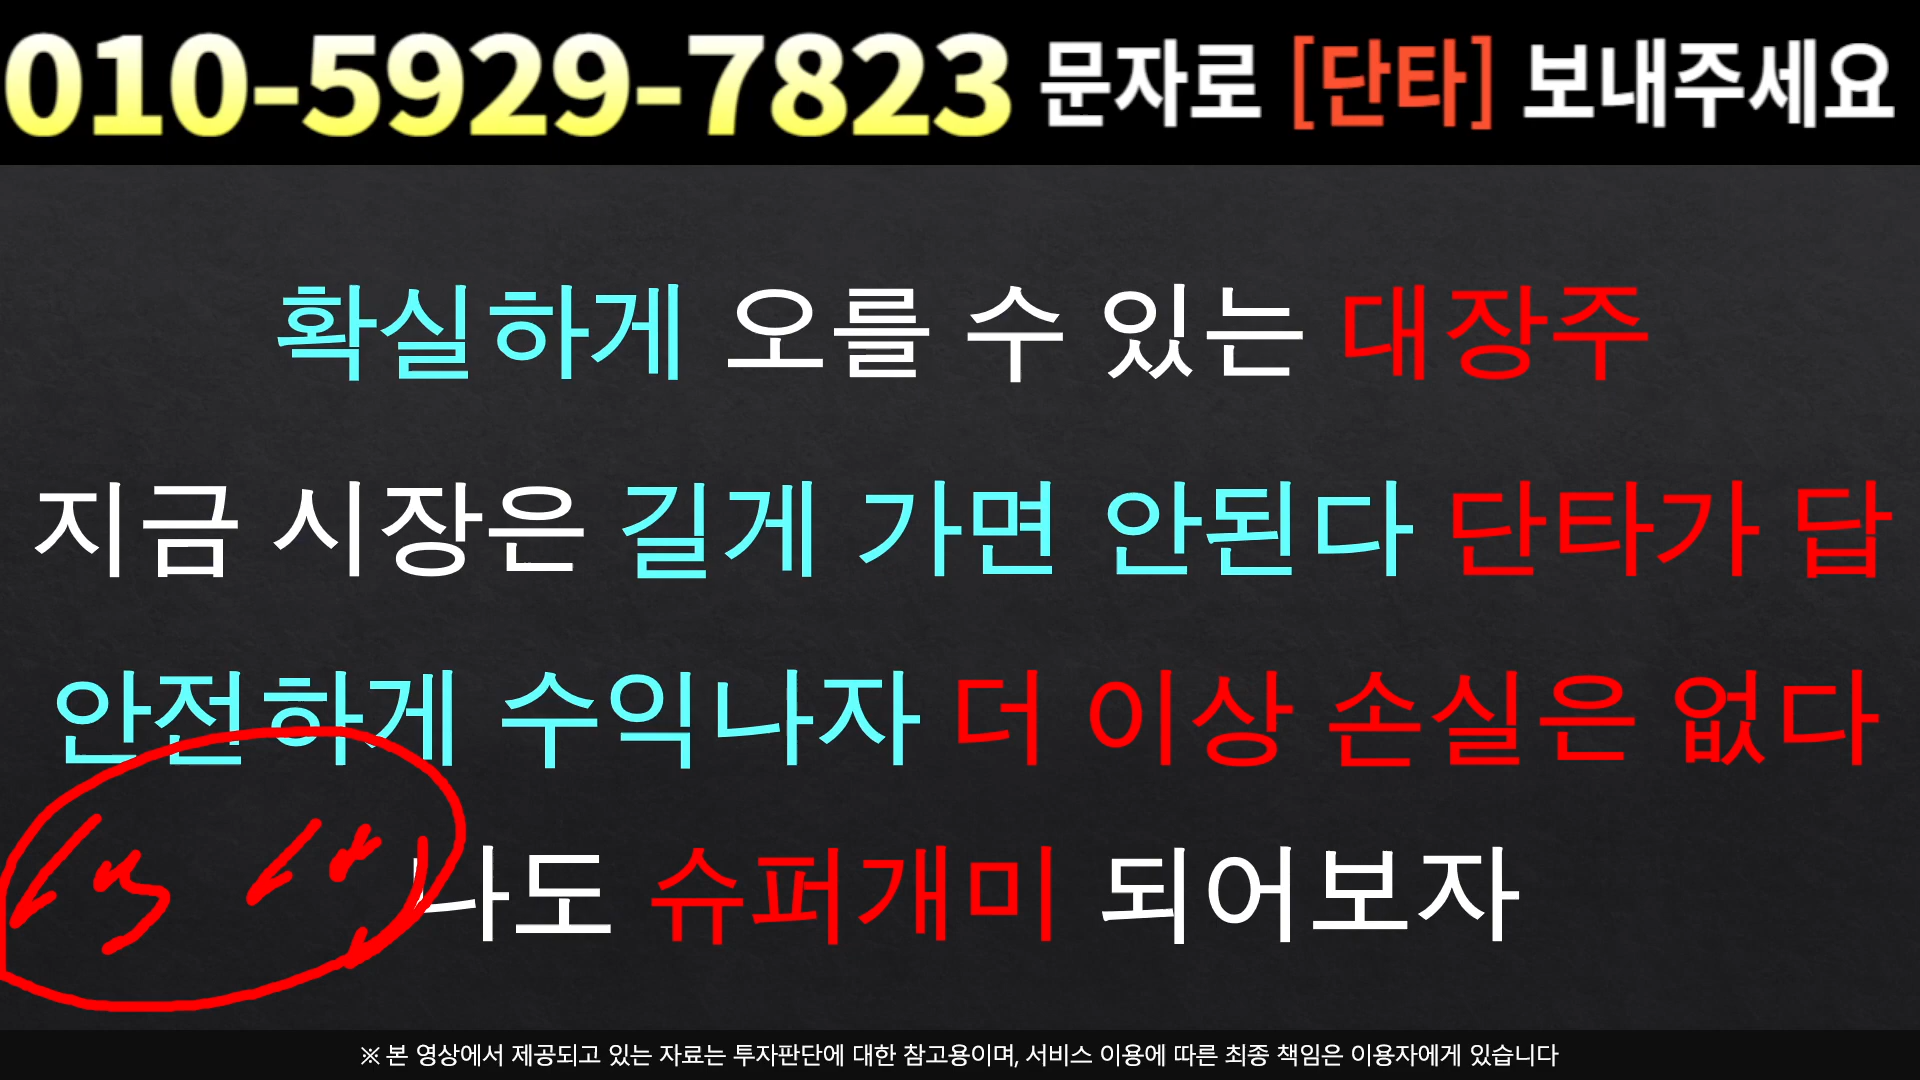 010-5929-7823 문자로 [단타] 보내주세요
확실하게 오를 수 있는 대장주
지금 시장은 길게 가면 안된다 단타가 답
안전하게 수익나자 더 이상 손실은 없다
나도 슈퍼개미 되어보자
※ 본 영상에서 제공되고 있는 자료는 투자판단에 대한 참고용이며, 서비스 이용에 따른 최종 책임은 이용자에게 있습니다